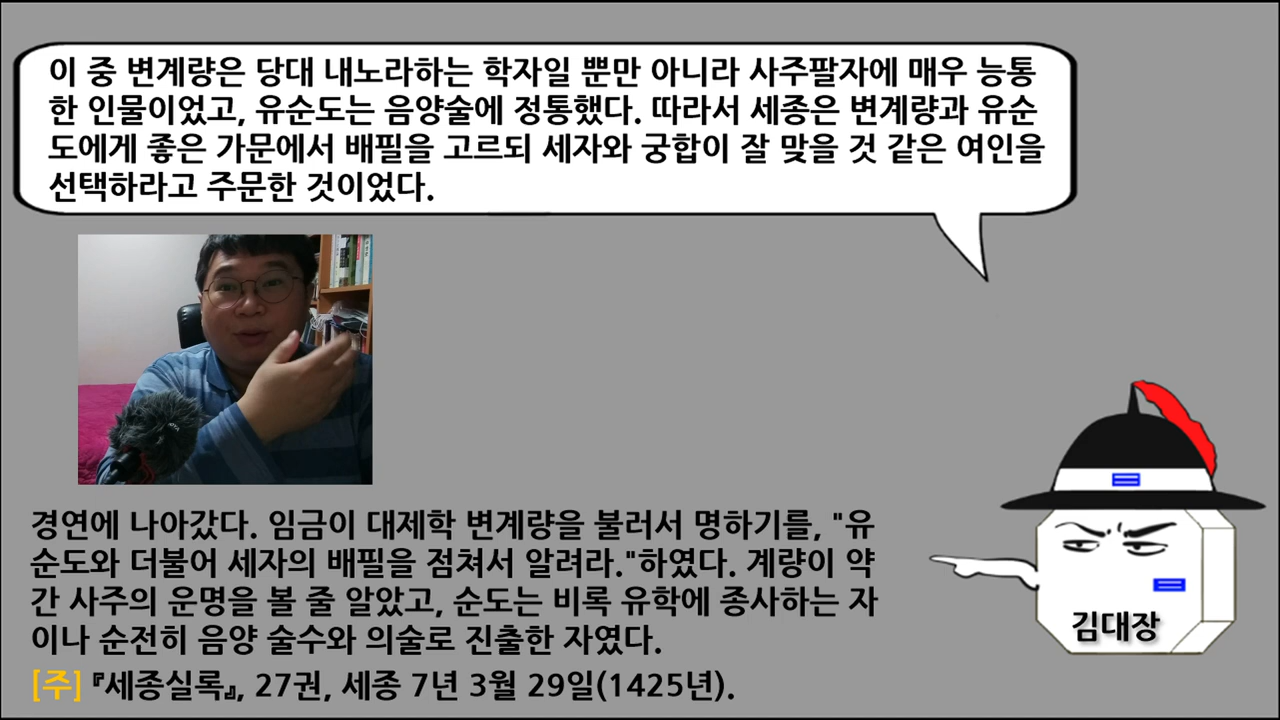 이 중 변계량은 당대 내노라하는 학자일 뿐만 아니라 사주팔자에 매우 능통
한 인물이었고, 유순도는 음양술에 정통했다. 따라서 세종은 변계량과 유순
도에게 좋은 가문에서 배필을 고르되 세자와 궁합이 잘 맞을 것 같은 여인을
선택하라고 주문한 것이었다.
경연에 나아갔다. 임금이 대제학 변계량을 불러서 명하기를, "유
순도와 더불어 세자의 배필을 점쳐서 알려라."하였다. 계량이 약
간 사주의 운명을 볼 줄 알았고, 순도는 비록 유학에 종사하는 자
이나 순전히 음양 술수와 의술로 진출한 자였다.
[주] 『세종실록』, 27권, 세종 7년 3월 29일(1425년).
김대장